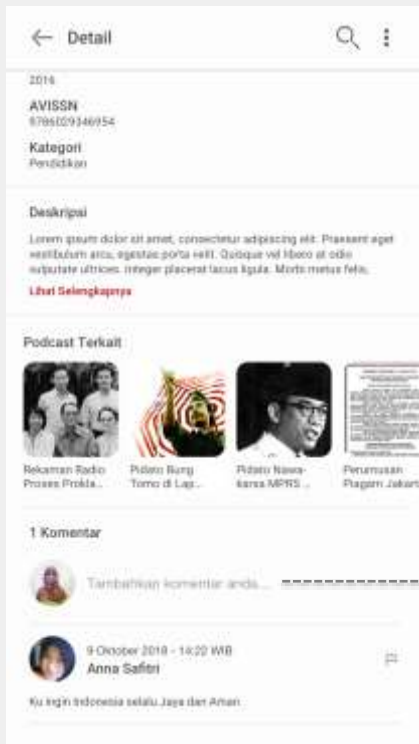 Detail
2016
AVISSN
9786029346954
Kategori
Pendidikan
Deskripsi
Lorem ipsum dolor sit amet, consectetur adipiscing elit. Praesent eget
vestibulum arcu, egestas porta velit. Quisque vel libero at odio
vulputate ultrices. Integer placerat lacus ligula. Morbi metus felis,
Lihat Selengkapnya
Podcast Terkait
Rekaman Radio
Proses Prokla...
Pidato Bung
Tomo di Lap...
Pidato Nawa-
karsa MPRS ...
Perumusan
Piagam Jakart
1 Komentar
Tambahkan komentar anda...
9 Oktober 2018 - 14:22 WIB
Anna Safitri
Ku ingin Indonesia selalu Jaya dan Aman